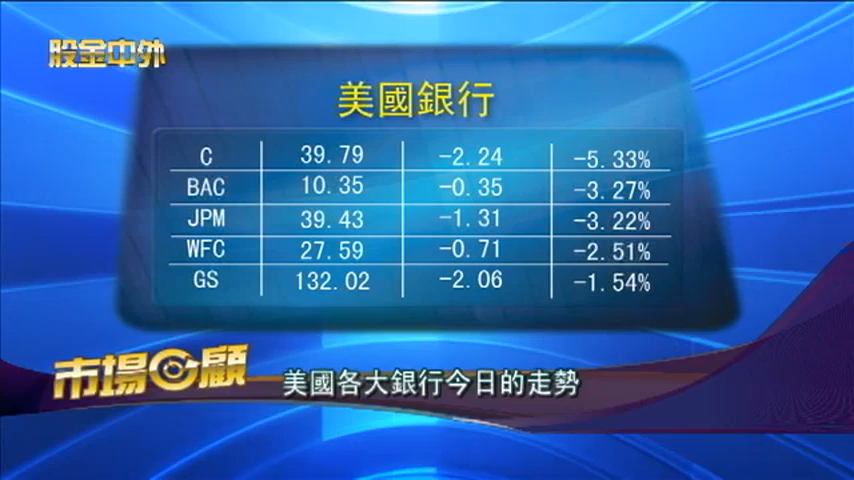 股金中外
美國銀行
C 39.79 -2.24 -5.33%
BAC 10.35 -0.35 -3.27%
JPM 39.43 -1.31 -3.22%
WFC 27.59 -0.71 -2.51%
GS 132.02 -2.06 -1.54%
市場回顧
美國各大銀行今日的走勢